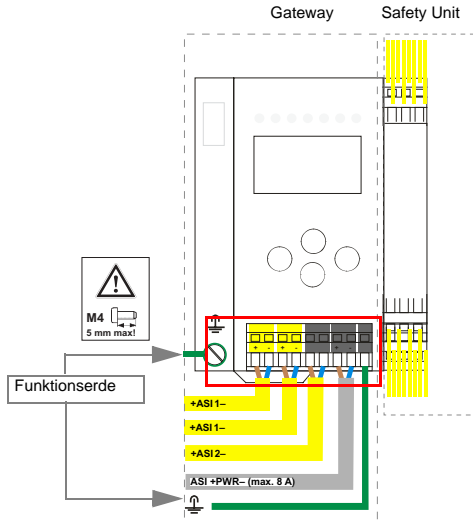 Gateway
Safety Unit
M4
5 mm max!
+ - + - + -
Funktionserde
+ASI 1–
+ASI 1–
+ASI 2–
ASI +PWR– (max. 8 A)